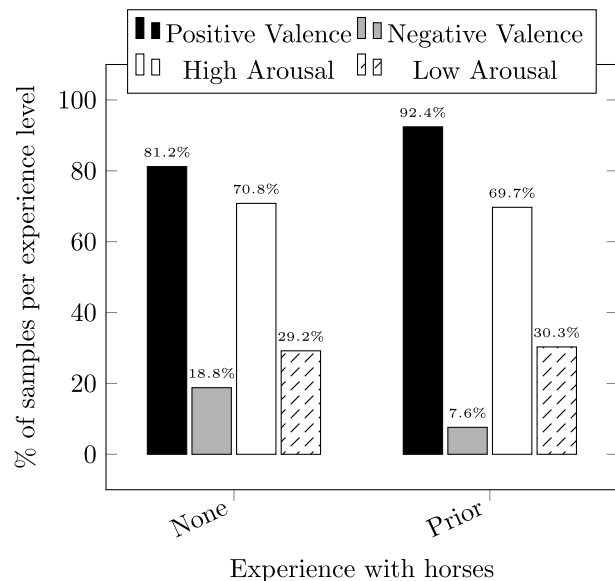 Positive Valence Negative Valence
High Arousal Low Arousal
% of samples per experience level
100
80
60
40
20
0
81.2%
18.8%
70.8%
29.2%
92.4%
7.6%
69.7%
30.3%
None
Prior
Experience with horses